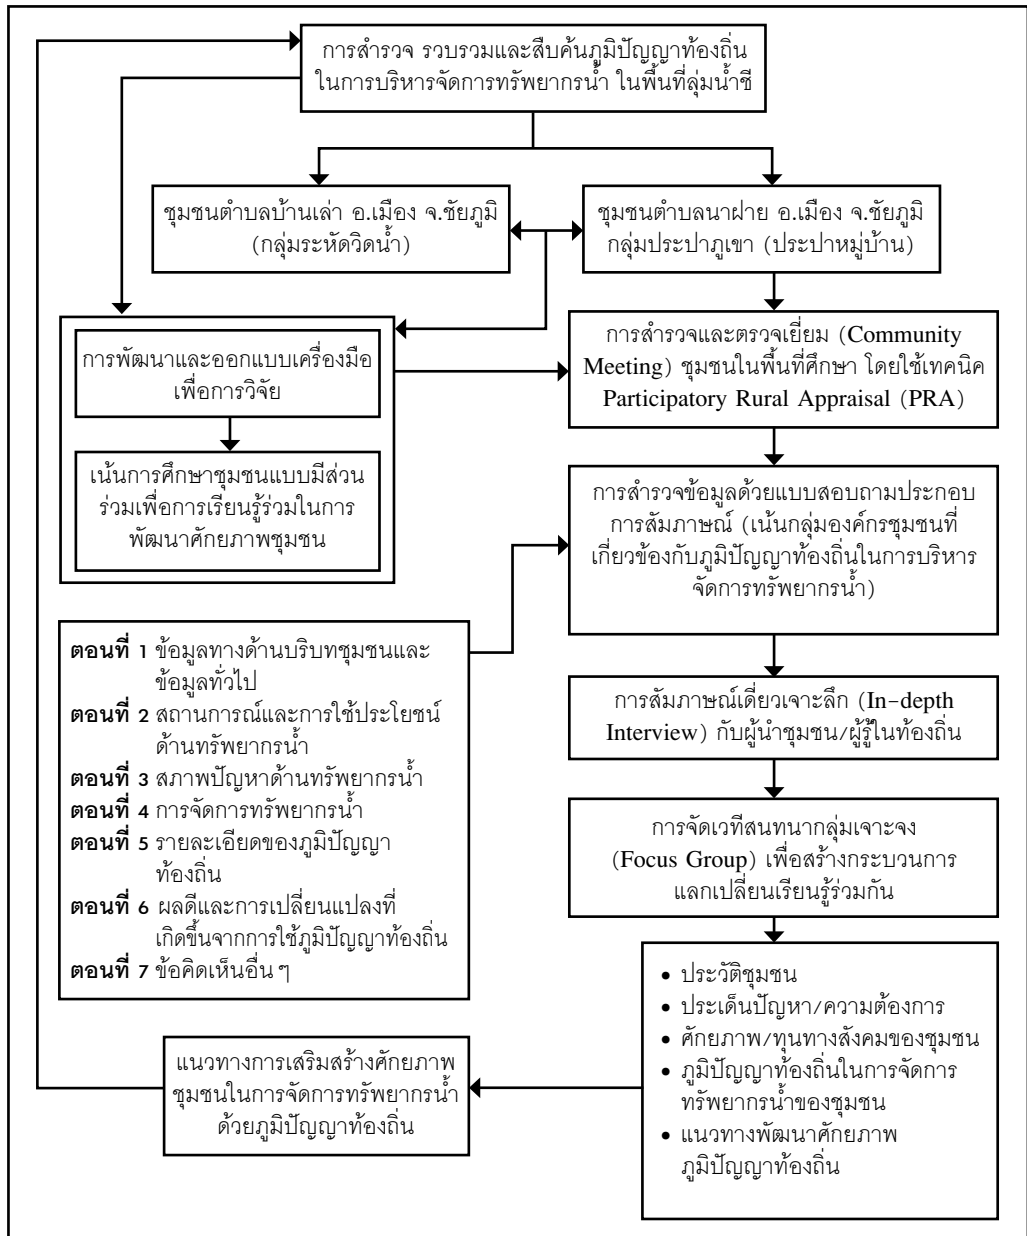 การสำรวจ รวบรวมและสืบค้นภูมิปัญญาท้องถิ่น
ในการบริหารจัดการทรัพยากรน้ำ ในพื้นที่ลุ่มน้ำชี
ชุมชนตำบลบ้านเล่า อ.เมือง จ.ชัยภูมิ
(กลุ่มระหัดวิดน้ำ)
ชุมชนตำบลนาฝาย อ.เมือง จ.ชัยภูมิ
กลุ่มประปาภูเขา (ประปาหมู่บ้าน)
การพัฒนาและออกแบบเครื่องมือ
เพื่อการวิจัย
เน้นการศึกษาชุมชนแบบมีส่วน
ร่วมเพื่อการเรียนรู้ร่วมในการ
พัฒนาศักยภาพชุมชน
การสำรวจและตรวจเยี่ยม (Community
Meeting) ชุมชนในพื้นที่ศึกษา โดยใช้เทคนิค
Participatory Rural Appraisal (PRA)
การสำรวจข้อมูลด้วยแบบสอบถามประกอบ
การสัมภาษณ์ (เน้นกลุ่มองค์กรชุมชนที่
เกี่ยวข้องกับภูมิปัญญาท้องถิ่นในการบริหาร
จัดการทรัพยากรน้ำ)
ตอนที่ 1 ข้อมูลทางด้านบริบทชุมชนและ
ข้อมูลทั่วไป
ตอนที่ 2 สถานการณ์และการใช้ประโยชน์
ด้านทรัพยากรน้ำ
ตอนที่ 3 สภาพปัญหาด้านทรัพยากรน้ำ
ตอนที่ 4 การจัดการทรัพยากรน้ำ
ตอนที่ 5 รายละเอียดของภูมิปัญญา
ท้องถิ่น
ตอนที่ 6 ผลดีและการเปลี่ยนแปลงที่
เกิดขึ้นจากการใช้ภูมิปัญญาท้องถิ่น
ตอนที่ 7 ข้อคิดเห็นอื่น ๆ
การสัมภาษณ์เดี่ยวเจาะลึก (In-depth
Interview) กับผู้นำชุมชน/ผู้รู้ในท้องถิ่น
การจัดเวทีสนทนากลุ่มเจาะจง
(Focus Group) เพื่อสร้างกระบวนการ
แลกเปลี่ยนเรียนรู้ร่วมกัน
• ประวัติชุมชน
• ประเด็นปัญหา/ความต้องการ
• ศักยภาพ/ทุนทางสังคมของชุมชน
• ภูมิปัญญาท้องถิ่นในการจัดการ
ทรัพยากรน้ำของชุมชน
• แนวทางพัฒนาศักยภาพ
ภูมิปัญญาท้องถิ่น
แนวทางการเสริมสร้างศักยภาพ
ชุมชนในการจัดการทรัพยากรน้ำ
ด้วยภูมิปัญญาท้องถิ่น